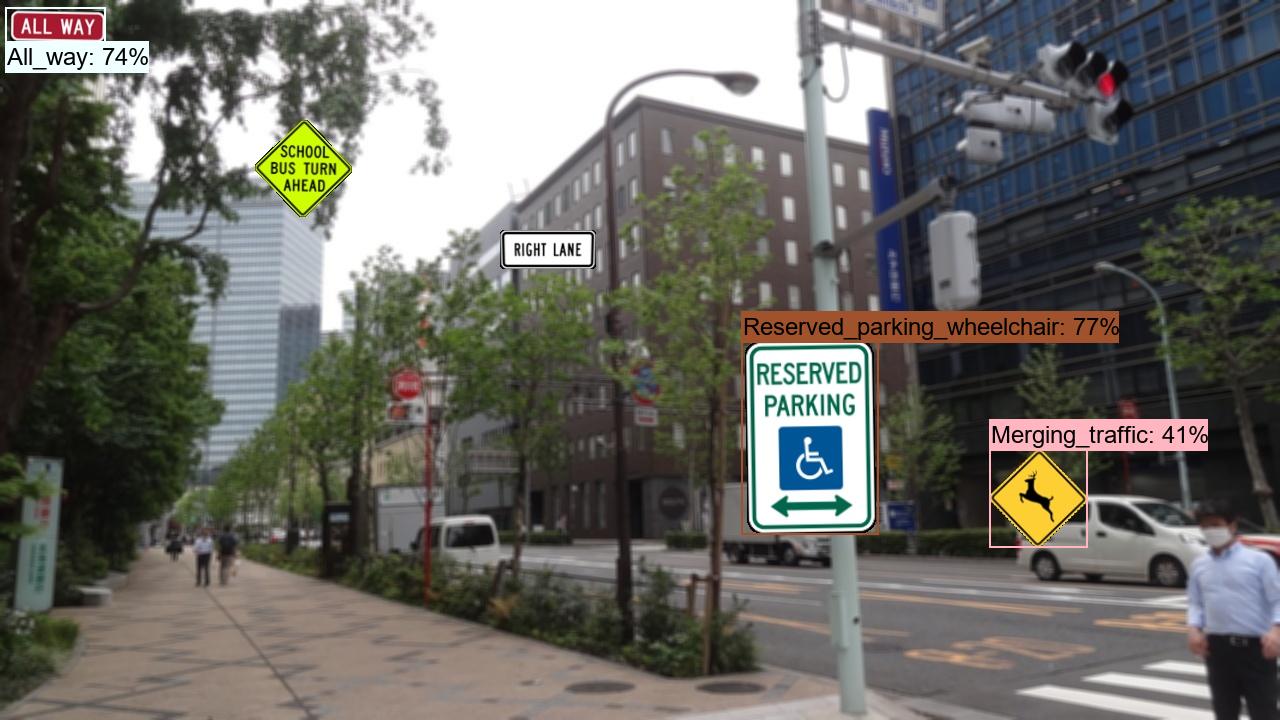 ALL WAY
All_way: 74%
SCHOOL
BUS TURN
AHEAD
RIGHT LANE
Reserved_parking_wheelchair: 77%
RESERVED
PARKING
Merging_traffic: 41%